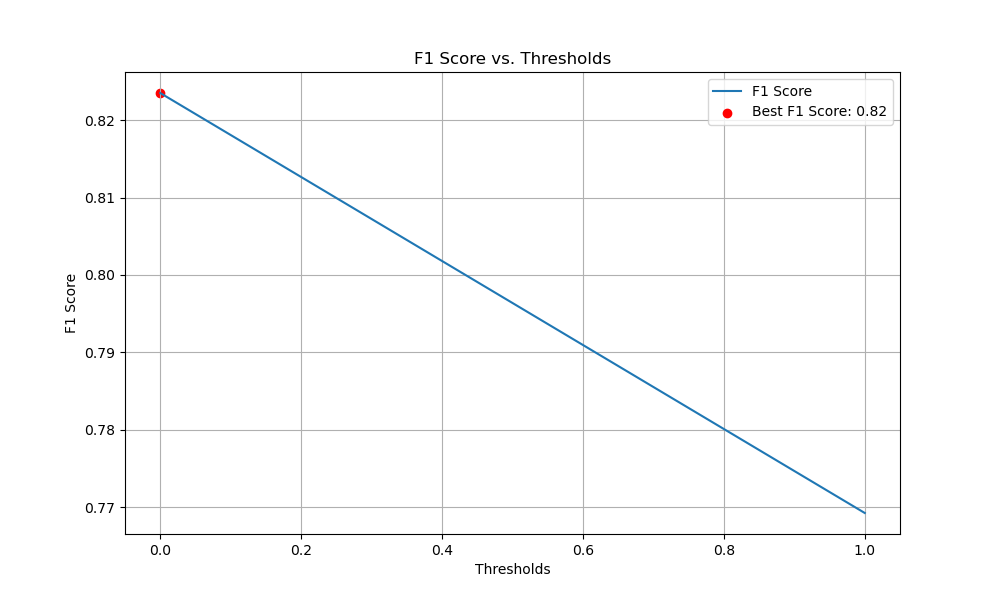 F1 Score vs. Thresholds
F1 Score
Best F1 Score: 0.82
0.82
0.81
0.80
0.79
0.78
0.77
F1 Score
0.0 0.2 0.4 0.6 0.8 1.0
Thresholds